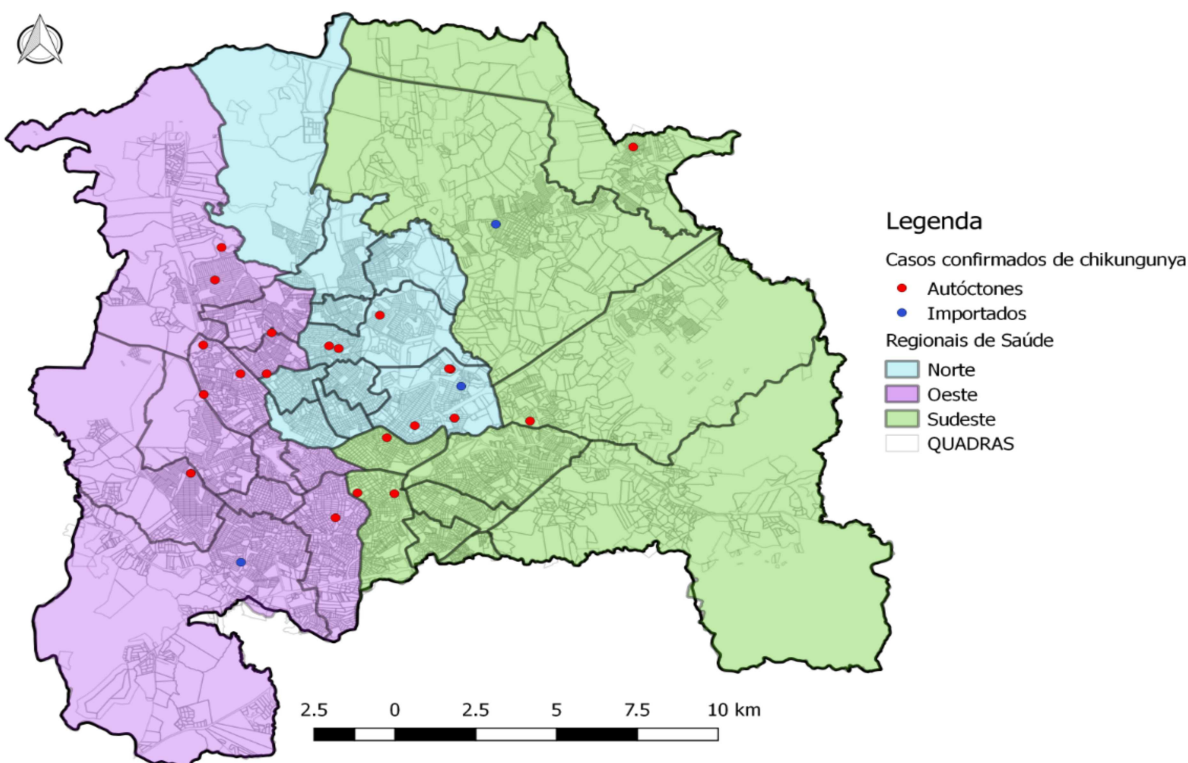 Legenda
Casos confirmados de chikungunya
Autóctones
Importados
Regionais de Saúde
Norte
Oeste
Sudeste
QUADRAS
2.5 0 2.5 5 7.5 10 km